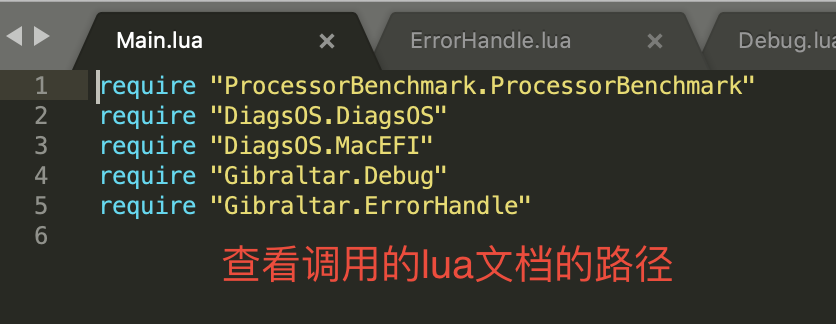 Main.lua × ErrorHandle.lua × Debug.lua
1 require "ProcessorBenchmark.ProcessorBenchmark"
2 require "DiagsOS.DiagsOS"
3 require "DiagsOS.MacEFI"
4 require "Gibraltar.Debug"
5 require "Gibraltar.ErrorHandle"
6
查看调用的lua文档的路径